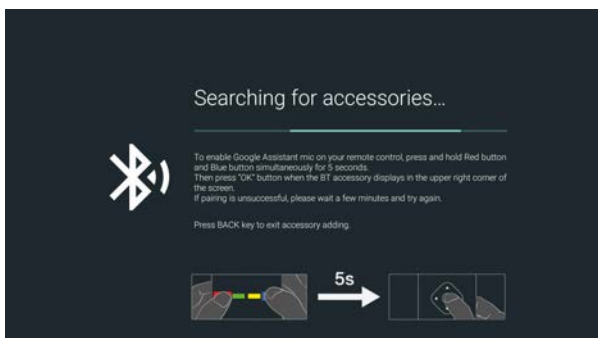 Searching for accessories...
To enable Google Assistant mic on your remote control, press and hold Red button
and Blue button simultaneously for 5 seconds.
Then press "OK" button when the BT accessory displays in the upper right corner of
the screen.
If pairing is unsuccessful, please wait a few minutes and try again.
Press BACK key to exit accessory adding.
5s